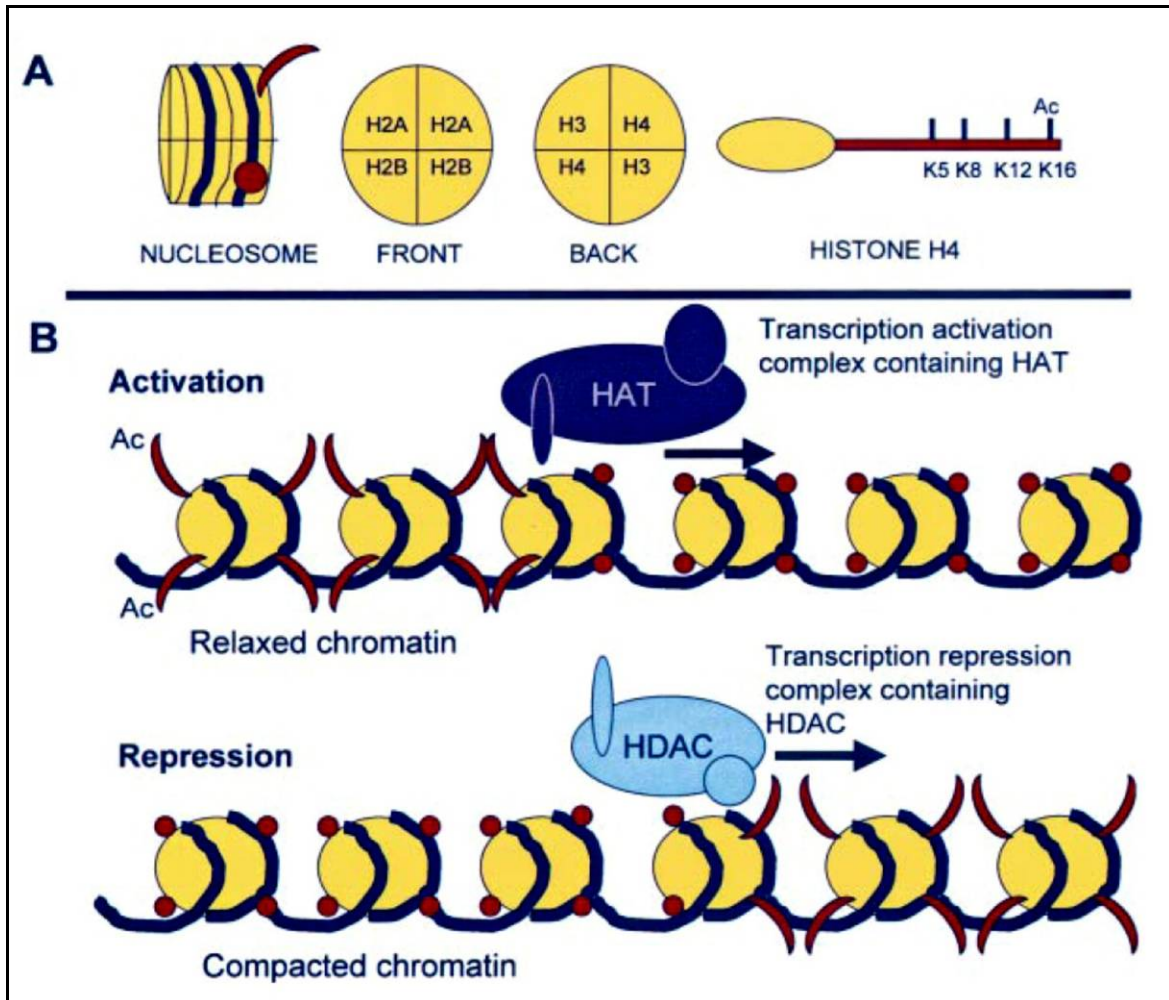 A
H2A H2A
H2B H2B
H3 H4
H4 H3
Ac
K5 K8 K12 K16
NUCLEOSOME
FRONT
BACK
HISTONE H4
B
Activation
Transcription activation
complex containing HAT
HAT
Ac
Ac
Relaxed chromatin
Repression
Transcription repression
complex containing
HDAC
HDAC
Compacted chromatin